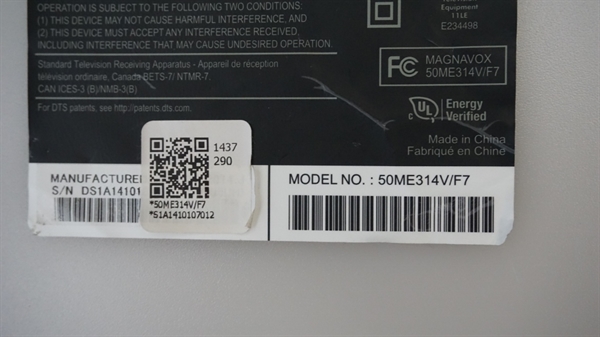 OPERATION IS SUBJECT TO THE FOLLOWING TWO CONDITIONS:
(1) THIS DEVICE MAY NOT CAUSE HARMFUL INTERFERENCE, AND
(2) THIS DEVICE MUST ACCEPT ANY INTERFERENCE RECEIVED,
INCLUDING INTERFERENCE THAT MAY CAUSE UNDESIRED OPERATION.
Standard Television Receiving Apparatus - Appareil de réception
télévision ordinaire, Canada BETS-7/ NTMR-7.
CAN ICES-3 (B)/NMB-3(B)
For DTS patents, see http://patents.dts.com.
Equipment
11LE
E234498
FC
MAGNAVOX
50ME314V/F7
c UL
Energy
Verified
Made in China
Fabriqué en Chine
MANUFACTURE
S/N DS1A14101
1437
290
*50ME314V/F7
*S1A1410107012
MODEL NO. : 50ME314V/F7